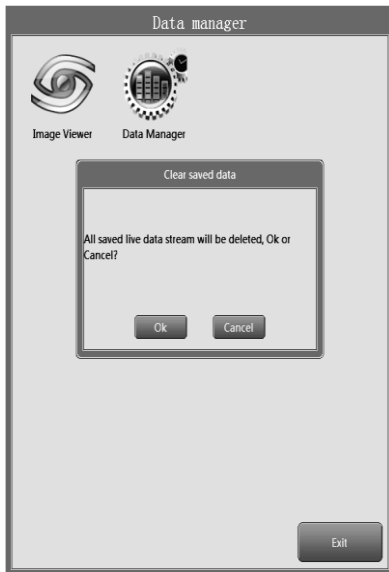 Data manager
Image Viewer Data Manager
Clear saved data
All saved live data stream will be deleted, Ok or
Cancel?
Ok Cancel
Exit